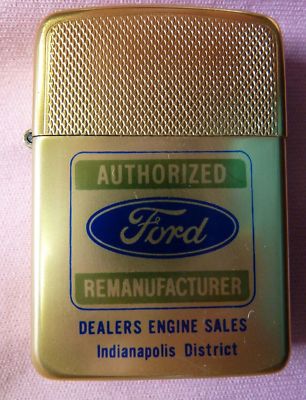 AUTHORIZED
Ford
REMANUFACTURER
DEALERS ENGINE SALES
Indianapolis District